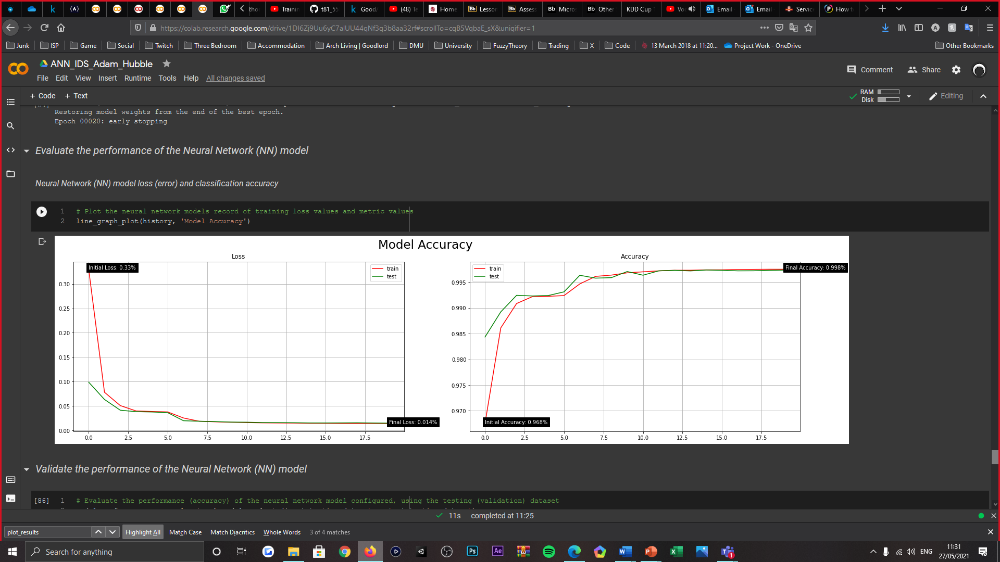 thor
Trainin
t81_55
Good/
(48) Te
Home
Bb Lessor
Bb Assess
Bb Micros
Bb Other
KDD Cup 1
Vo
Email
Email
Servic
How t
https://colab.research.google.com/drive/1DI6Zj9Uu6yC7alUU44qNf3q3b8aa32rf#scrollTo=cqB5VqbaE_sX&uniqifier=1
Junk ISP Game Social Twitch Three Bedroom Accommodation Arch Living | Goodlord DMU University FuzzyTheory Trading X Code 13 March 2018 at 11:20... Project Work - OneDrive Other Bookmarks
ANN_IDS_Adam_Hubble
File Edit View Insert Runtime Tools Help All changes saved
Comment Share
+ Code + Text
RAM
Disk
Editing
Restoring model weights from the end of the best epoch.
Epoch 00020: early stopping
Evaluate the performance of the Neural Network (NN) model
Neural Network (NN) model loss (error) and classification accuracy
1 # Plot the neural network models record of training loss values and metric values
2 line_graph_plot(history, 'Model Accuracy')
Model Accuracy
Loss
Initial Loss: 0.33%
train
test
0.30
0.25
0.20
0.15
0.10
0.05
0.00
Final Loss: 0.014%
0.0 2.5 5.0 7.5 10.0 12.5 15.0 17.5
Accuracy
train
test
Final Accuracy: 0.998%
0.995
0.990
0.985
0.980
0.975
0.970
Initial Accuracy: 0.968%
0.0 2.5 5.0 7.5 10.0 12.5 15.0 17.5
Validate the performance of the Neural Network (NN) model
[86] 1 # Evaluate the performance (accuracy) of the neural network model configured, using the testing (validation) dataset
11s completed at 11:25
plot_results Highlight All Match Case Match Diacritics Whole Words 3 of 4 matches
Search for anything
Ps
Ae
ENG
11:31
27/05/2021